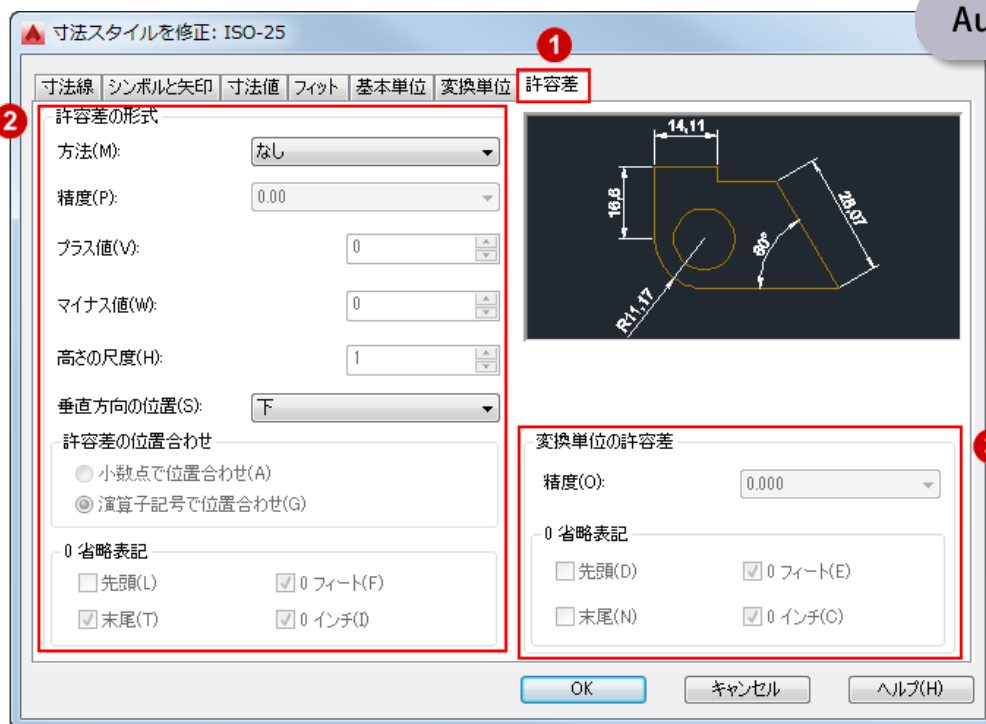 Au
寸法スタイルを修正: ISO-25
1
寸法線 シンボルと矢印 寸法値 フィット 基本単位 変換単位 許容差
2
許容差の形式
方法(M): なし
精度(P): 0.00
プラス値(V): 0
マイナス値(W): 0
高さの尺度(H): 1
垂直方向の位置(S): 下
許容差の位置合わせ
小数点で位置合わせ(A)
演算子記号で位置合わせ(G)
0 省略表記
先頭(L) 0 フィート(F)
末尾(T) 0 インチ(I)
14,11
16,6
28,07
60°
R11,17
変換単位の許容差
精度(O): 0.000
0 省略表記
先頭(D) 0 フィート(E)
末尾(N) 0 インチ(C)
OK キャンセル ヘルプ(H)